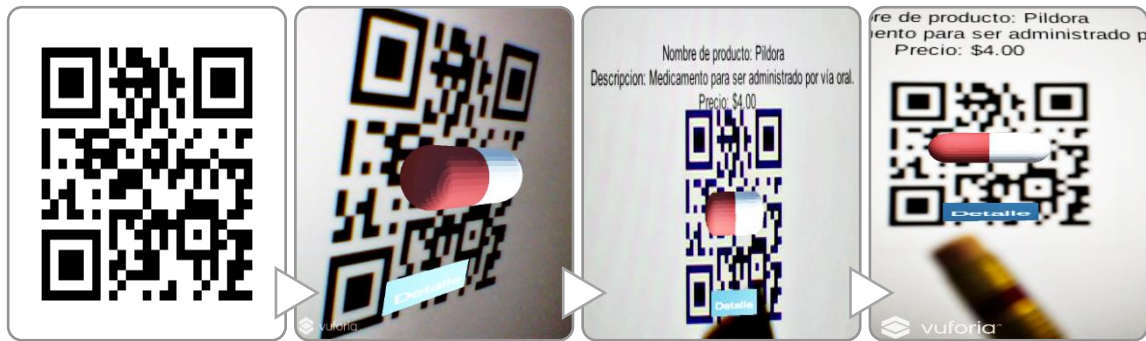 Detalle
vuforia
Nombre de producto: Pildora
Descripcion: Medicamento para ser administrado por vía oral.
Precio: $4.00
Detalle
re de producto: Pildora
ento para ser administrado p
Precio: $4.00
Detalle
vuforia™